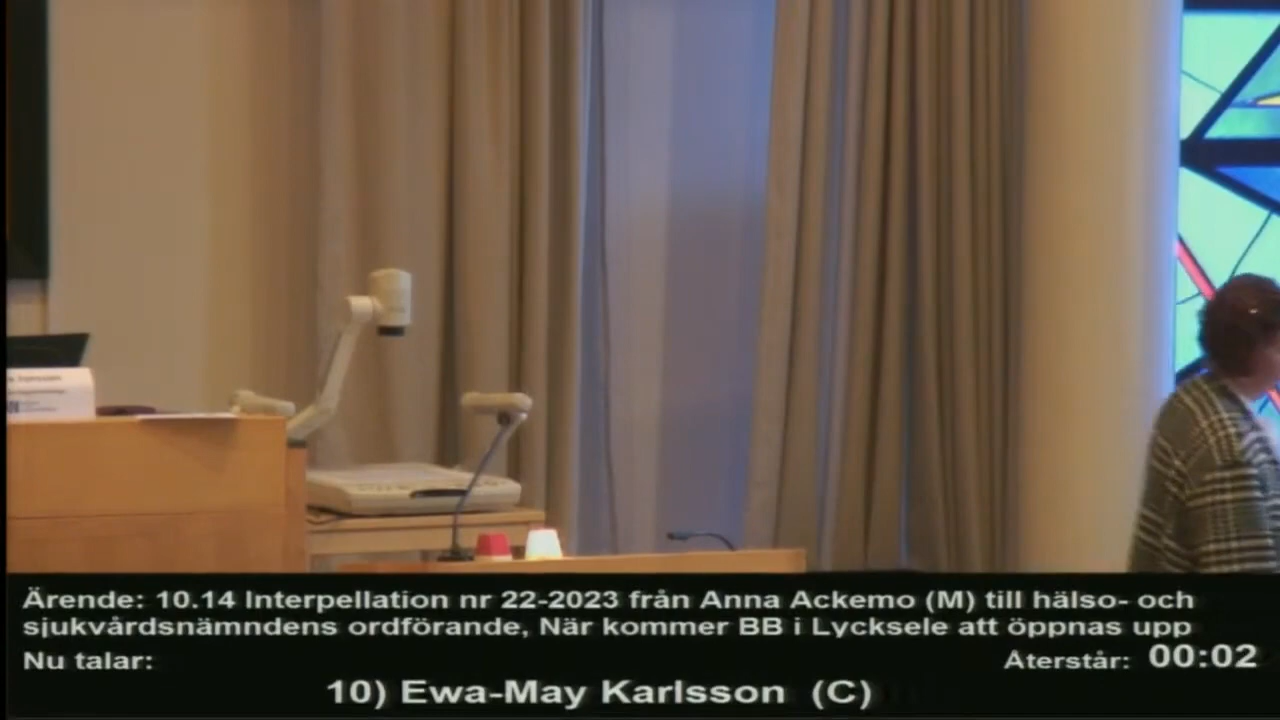 Ärende: 10.14 Interpellation nr 22-2023 från Anna Ackemo (M) till hälso- och
sjukvårdsnämndens ordförande, När kommer BB i Lycksele att öppnas upp
Nu talar:
Återstår: 00:02
10) Ewa-May Karlsson (C)